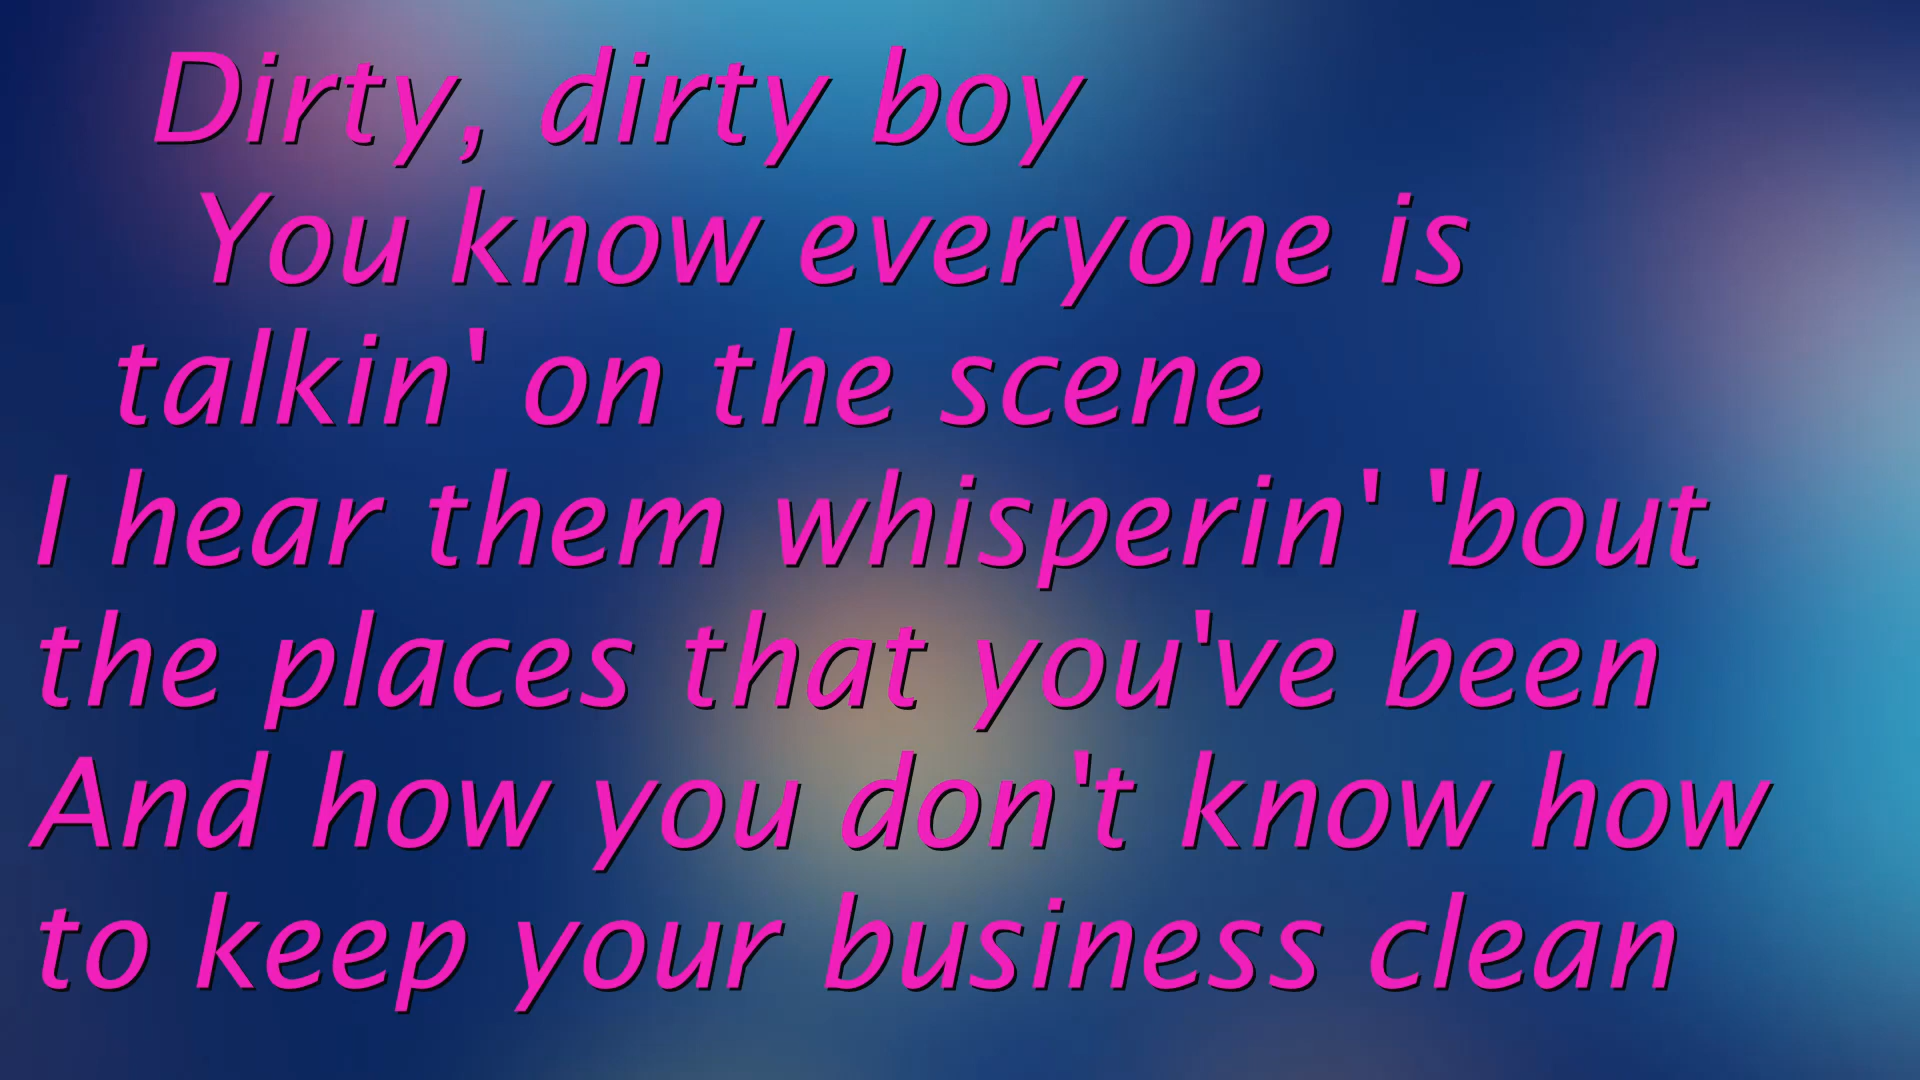 Dirty, dirty boy
You know everyone is
talkin' on the scene
I hear them whisperin' 'bout
the places that you've been
And how you don't know how
to keep your business clean